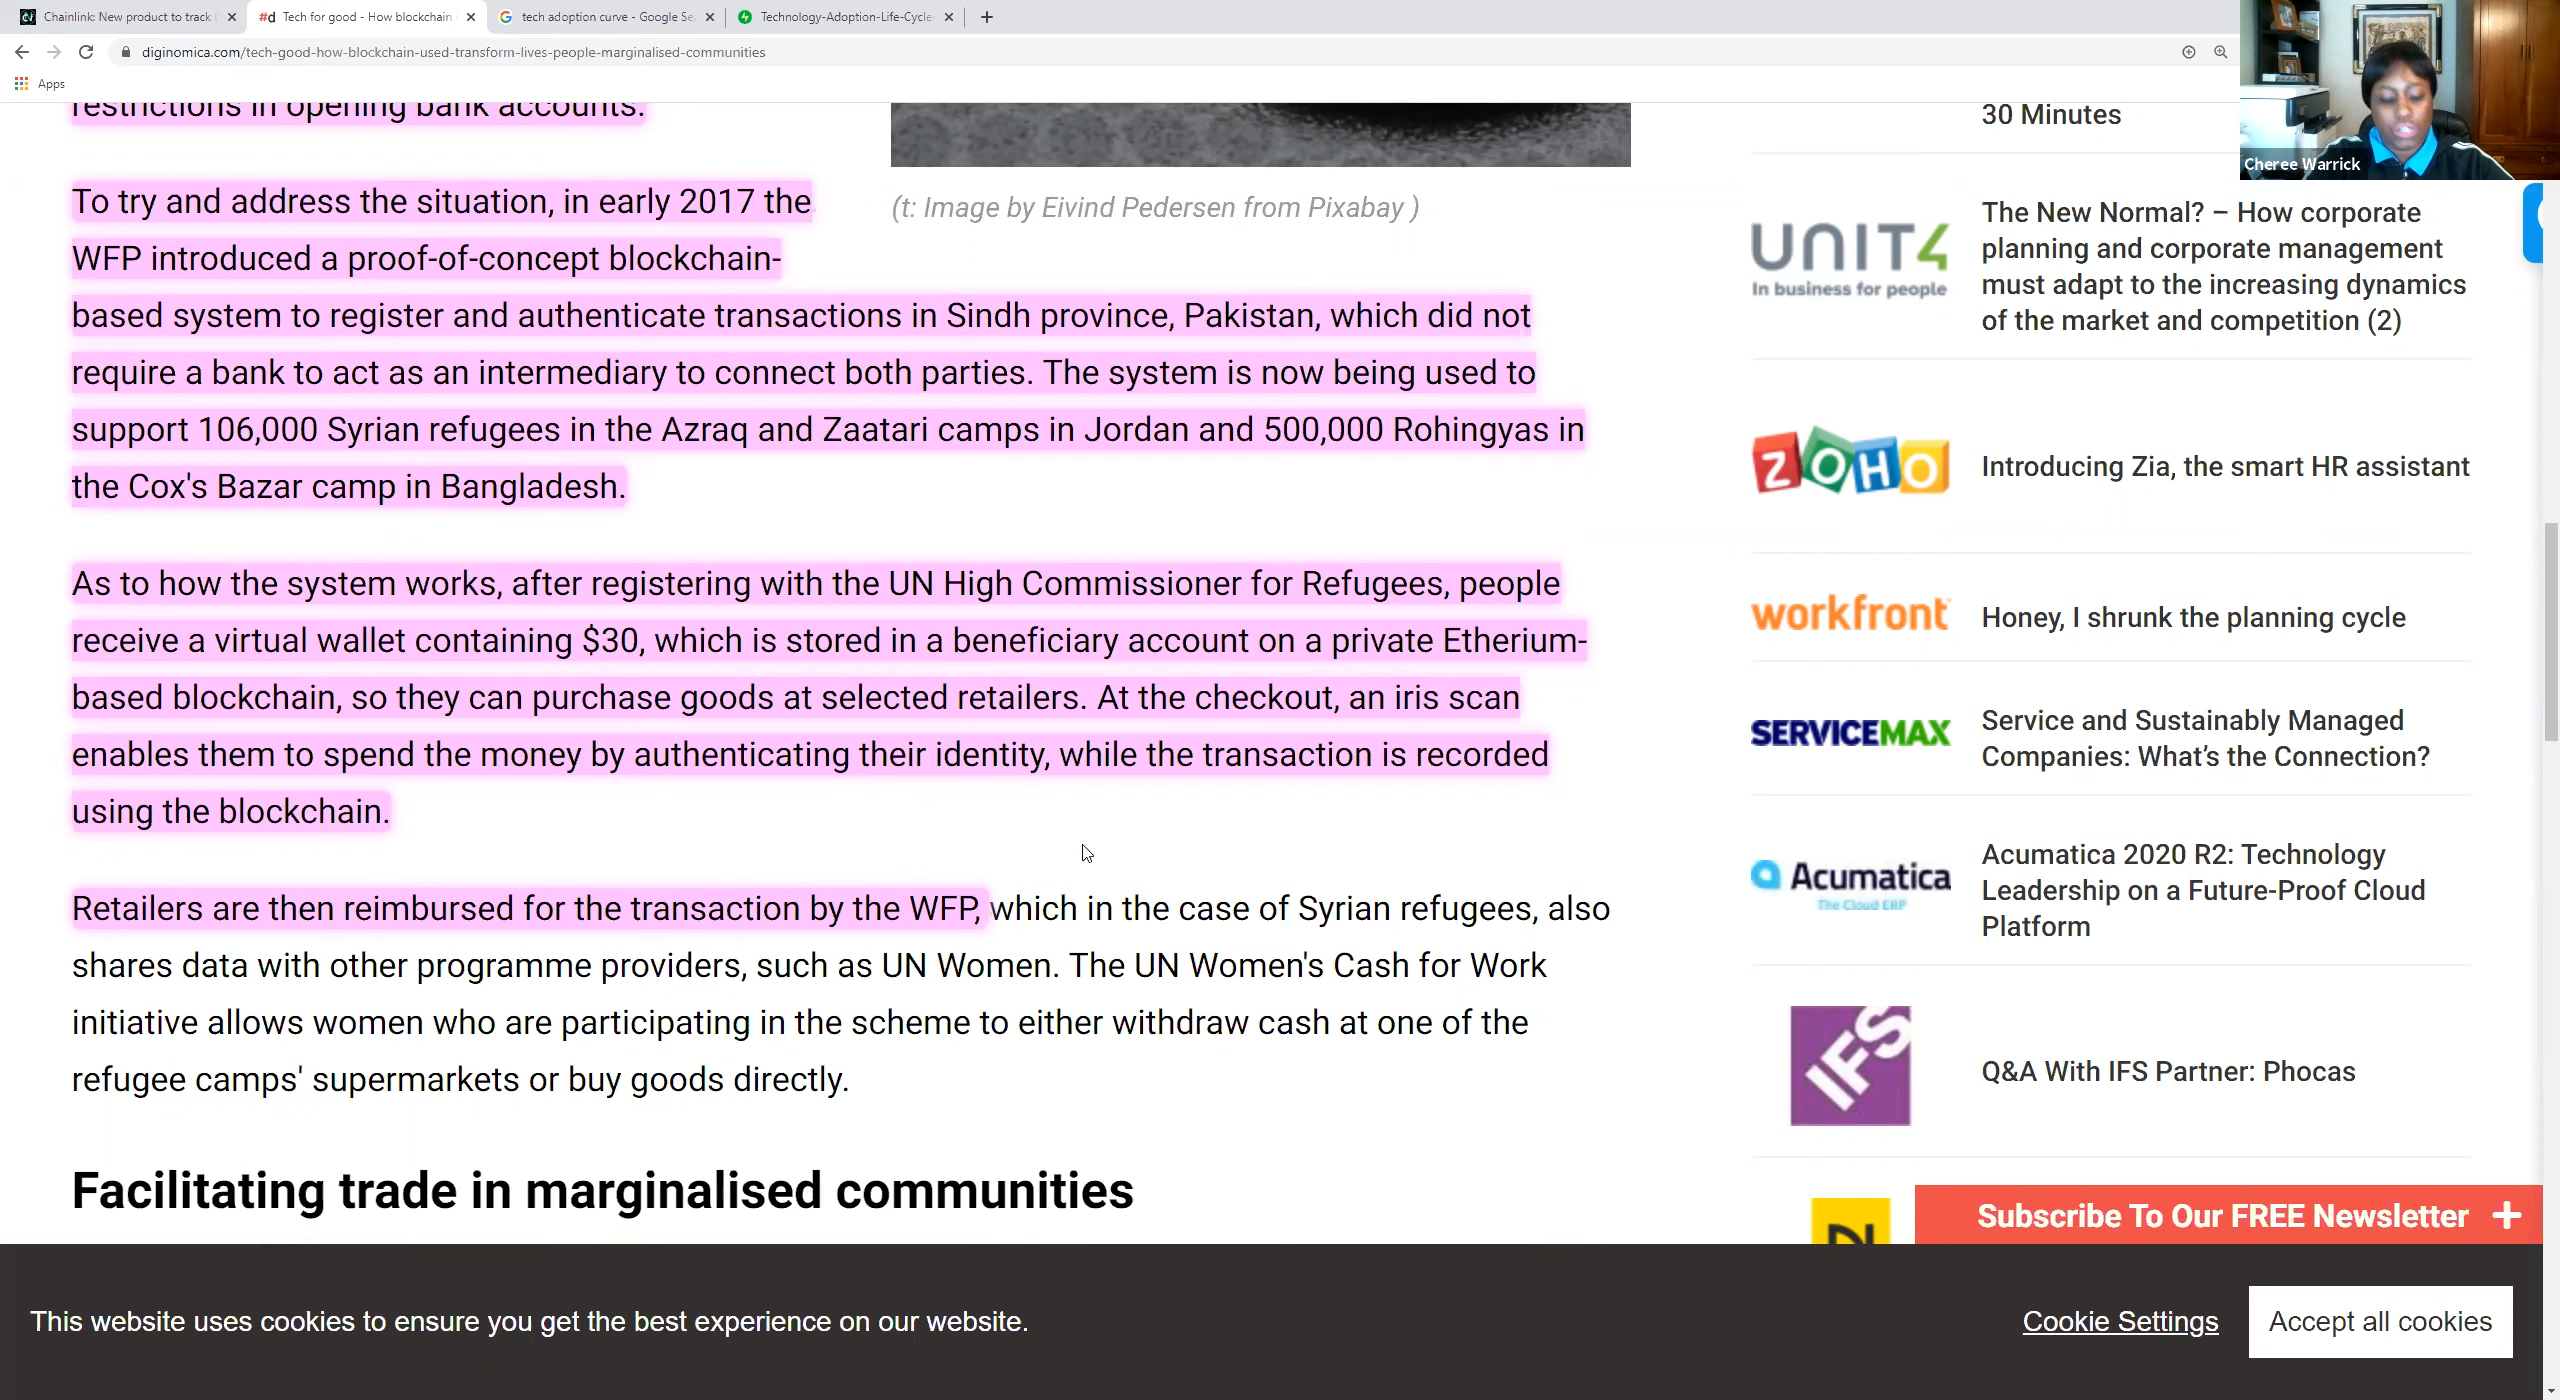 Chainlink: New product to track
#d Tech for good - How blockchain
tech adoption curve - Google Se
Technology-Adoption-Life-Cycle
diginomica.com/tech-good-how-blockchain-used-transform-lives-people-marginalised-communities
Apps
Cheree Warrick
restrictions in opening bank accounts.
To try and address the situation, in early 2017 the
WFP introduced a proof-of-concept blockchain-
based system to register and authenticate transactions in Sindh province, Pakistan, which did not
require a bank to act as an intermediary to connect both parties. The system is now being used to
support 106,000 Syrian refugees in the Azraq and Zaatari camps in Jordan and 500,000 Rohingyas in
the Cox's Bazar camp in Bangladesh.
(t: Image by Eivind Pedersen from Pixabay )
As to how the system works, after registering with the UN High Commissioner for Refugees, people
receive a virtual wallet containing $30, which is stored in a beneficiary account on a private Etherium-
based blockchain, so they can purchase goods at selected retailers. At the checkout, an iris scan
enables them to spend the money by authenticating their identity, while the transaction is recorded
using the blockchain.
Retailers are then reimbursed for the transaction by the WFP, which in the case of Syrian refugees, also
shares data with other programme providers, such as UN Women. The UN Women's Cash for Work
initiative allows women who are participating in the scheme to either withdraw cash at one of the
refugee camps' supermarkets or buy goods directly.
Facilitating trade in marginalised communities
30 Minutes
UNIT4
In business for people
The New Normal? – How corporate
planning and corporate management
must adapt to the increasing dynamics
of the market and competition (2)
ZOHO
Introducing Zia, the smart HR assistant
workfront
Honey, I shrunk the planning cycle
SERVICEMAX
Service and Sustainably Managed
Companies: What's the Connection?
Acumatica
The Cloud ERP
Acumatica 2020 R2: Technology
Leadership on a Future-Proof Cloud
Platform
IFS
Q&A With IFS Partner: Phocas
Subscribe To Our FREE Newsletter +
This website uses cookies to ensure you get the best experience on our website.
Cookie Settings
Accept all cookies